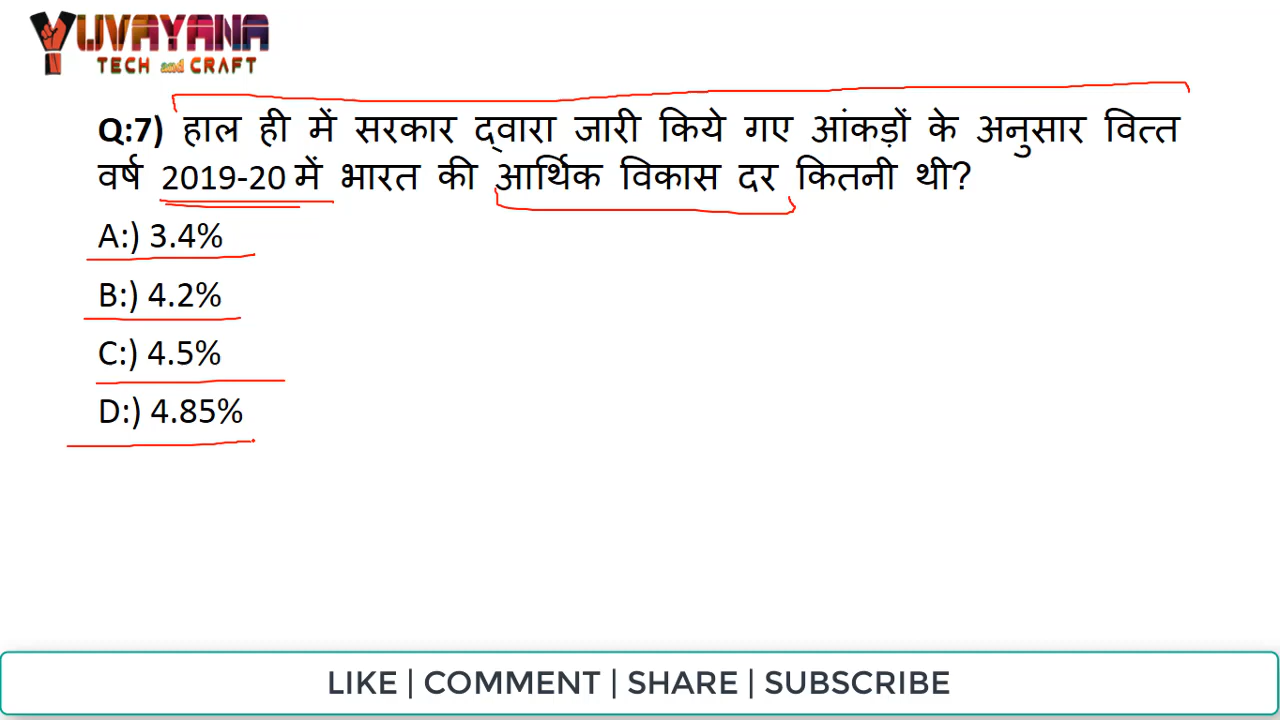 YUVAYANA
TECH and CRAFT
Q:7) हाल ही में सरकार द्वारा जारी किये गए आंकड़ों के अनुसार वित्त
वर्ष 2019-20 में भारत की आर्थिक विकास दर कितनी थी?
A:) 3.4%
B:) 4.2%
C:) 4.5%
D:) 4.85%
LIKE | COMMENT | SHARE | SUBSCRIBE